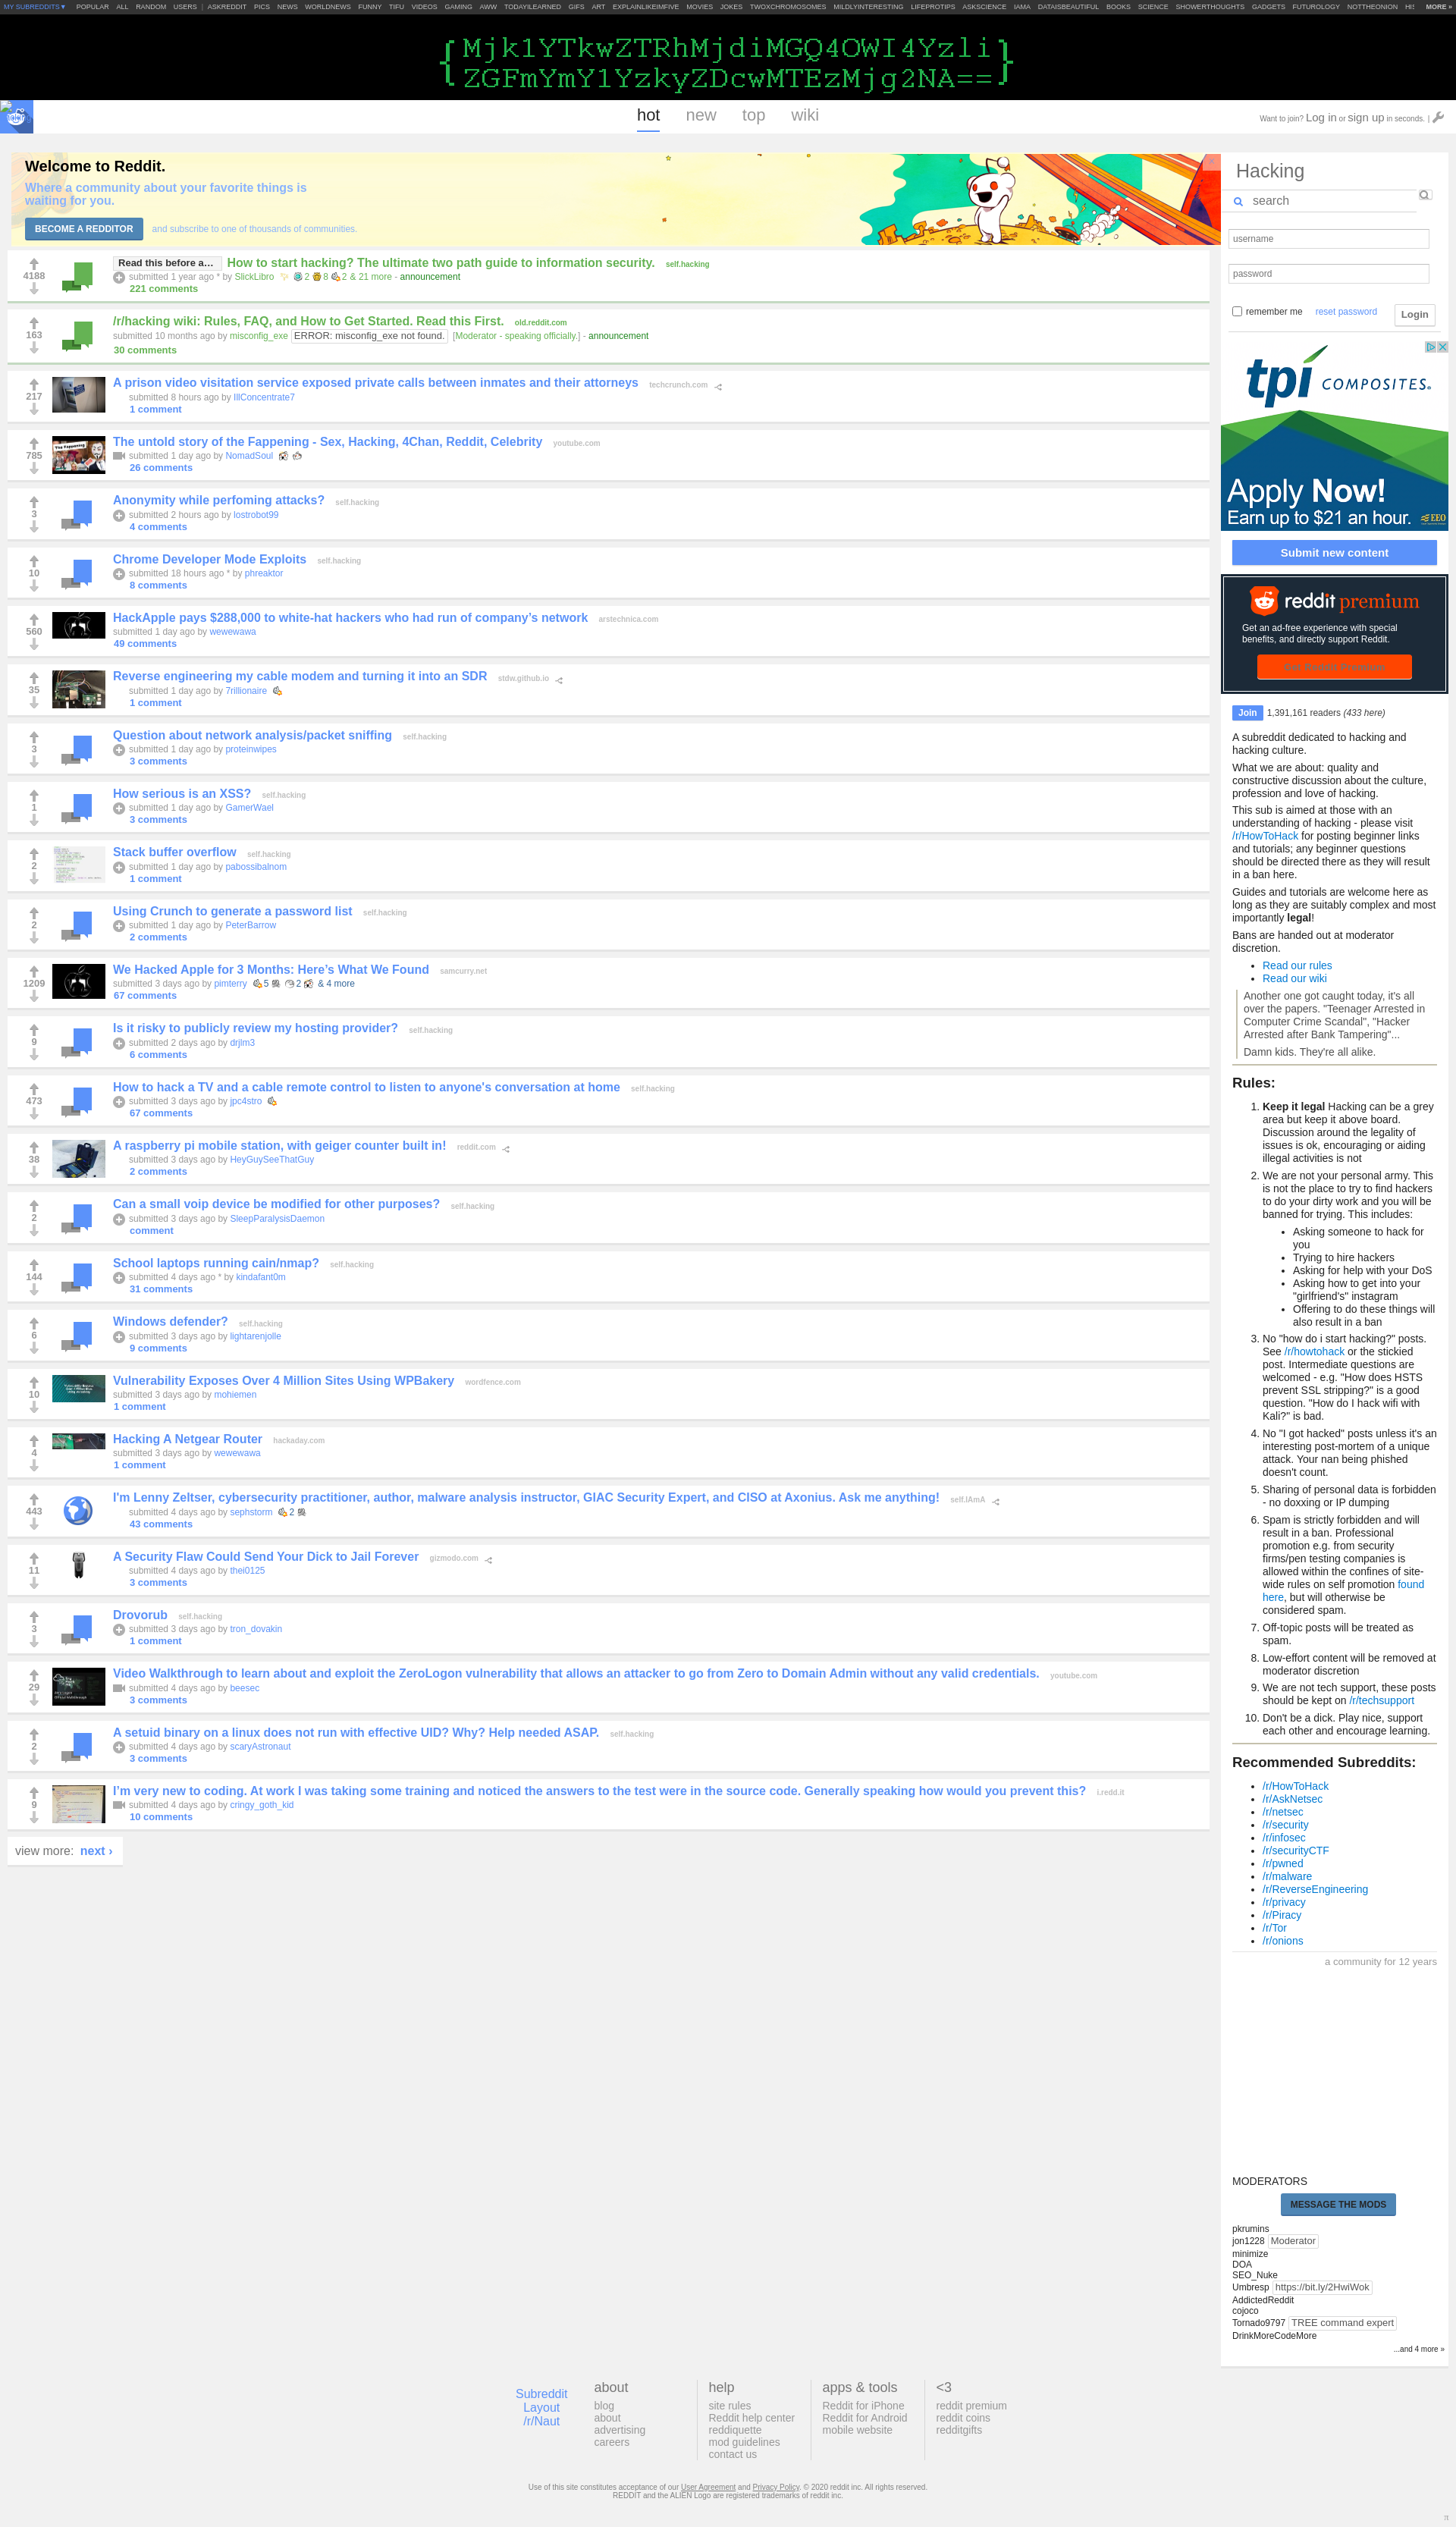 MY SUBREDDITS ▾ POPULAR ALL RANDOM USERS | ASKREDDIT PICS NEWS WORLDNEWS FUNNY TIFU VIDEOS GAMING AWW TODAYILEARNED GIFS ART EXPLAINLIKEIMFIVE MOVIES JOKES TWOXCHROMOSOMES MILDLYINTERESTING LIFEPROTIPS ASKSCIENCE IAMA DATAISBEAUTIFUL BOOKS SCIENCE SHOWERTHOUGHTS GADGETS FUTUROLOGY NOTTHEONION MORE »
Mjk1YTkwZTRhMjdiMGQ4OWI4Yzli
ZGFmYmY1YzkyZDcwMTEzMjg2NA==
hot new top wiki
Want to join? Log in or sign up in seconds. |
Welcome to Reddit.
Where a community about your favorite things is
waiting for you.
BECOME A REDDITOR and subscribe to one of thousands of communities.
4188
Read this before a… How to start hacking? The ultimate two path guide to information security. self.hacking
submitted 1 year ago * by SlickLibro 2 8 2 & 21 more - announcement
221 comments
163
/r/hacking wiki: Rules, FAQ, and How to Get Started. Read this First. old.reddit.com
submitted 10 months ago by misconfig_exe ERROR: misconfig_exe not found. [Moderator - speaking officially.] - announcement
30 comments
217
A prison video visitation service exposed private calls between inmates and their attorneys techcrunch.com
submitted 8 hours ago by IllConcentrate7
1 comment
785
The untold story of the Fappening - Sex, Hacking, 4Chan, Reddit, Celebrity youtube.com
submitted 1 day ago by NomadSoul
26 comments
3
Anonymity while perfoming attacks? self.hacking
submitted 2 hours ago by lostrobot99
4 comments
10
Chrome Developer Mode Exploits self.hacking
submitted 18 hours ago * by phreaktor
8 comments
560
HackApple pays $288,000 to white-hat hackers who had run of company’s network arstechnica.com
submitted 1 day ago by wewewawa
49 comments
35
Reverse engineering my cable modem and turning it into an SDR stdw.github.io
submitted 1 day ago by 7rillionaire
1 comment
3
Question about network analysis/packet sniffing self.hacking
submitted 1 day ago by proteinwipes
3 comments
1
How serious is an XSS? self.hacking
submitted 1 day ago by GamerWael
3 comments
2
Stack buffer overflow self.hacking
submitted 1 day ago by pabossibalnom
1 comment
2
Using Crunch to generate a password list self.hacking
submitted 1 day ago by PeterBarrow
2 comments
1209
We Hacked Apple for 3 Months: Here’s What We Found samcurry.net
submitted 3 days ago by pimterry 5 2 & 4 more
67 comments
9
Is it risky to publicly review my hosting provider? self.hacking
submitted 2 days ago by drjlm3
6 comments
473
How to hack a TV and a cable remote control to listen to anyone's conversation at home self.hacking
submitted 3 days ago by jpc4stro
67 comments
38
A raspberry pi mobile station, with geiger counter built in! reddit.com
submitted 3 days ago by HeyGuySeeThatGuy
2 comments
2
Can a small voip device be modified for other purposes? self.hacking
submitted 3 days ago by SleepParalysisDaemon
comment
144
School laptops running cain/nmap? self.hacking
submitted 4 days ago * by kindafant0m
31 comments
6
Windows defender? self.hacking
submitted 3 days ago by lightarenjolle
9 comments
10
Vulnerability Exposes Over 4 Million Sites Using WPBakery wordfence.com
submitted 3 days ago by mohiemen
1 comment
4
Hacking A Netgear Router hackaday.com
submitted 3 days ago by wewewawa
1 comment
443
I'm Lenny Zeltser, cybersecurity practitioner, author, malware analysis instructor, GIAC Security Expert, and CISO at Axonius. Ask me anything! self.IAmA
submitted 4 days ago by sephstorm 2
43 comments
11
A Security Flaw Could Send Your Dick to Jail Forever gizmodo.com
submitted 4 days ago by thei0125
3 comments
3
Drovorub self.hacking
submitted 3 days ago by tron_dovakin
1 comment
29
Video Walkthrough to learn about and exploit the ZeroLogon vulnerability that allows an attacker to go from Zero to Domain Admin without any valid credentials. youtube.com
submitted 4 days ago by beesec
3 comments
2
A setuid binary on a linux does not run with effective UID? Why? Help needed ASAP. self.hacking
submitted 4 days ago by scaryAstronaut
3 comments
9
I’m very new to coding. At work I was taking some training and noticed the answers to the test were in the source code. Generally speaking how would you prevent this? i.redd.it
submitted 4 days ago by cringy_goth_kid
10 comments
view more: next ›
Hacking
search
username
password
remember me reset password Login
tpi COMPOSITES.
Apply Now!
Earn up to $21 an hour. EEO
Submit new content
reddit premium
Get an ad-free experience with special
benefits, and directly support Reddit.
Get Reddit Premium
Join 1,391,161 readers (433 here)
A subreddit dedicated to hacking and
hacking culture.
What we are about: quality and
constructive discussion about the culture,
profession and love of hacking.
This sub is aimed at those with an
understanding of hacking - please visit
/r/HowToHack for posting beginner links
and tutorials; any beginner questions
should be directed there as they will result
in a ban here.
Guides and tutorials are welcome here as
long as they are suitably complex and most
importantly legal!
Bans are handed out at moderator
discretion.
Read our rules
Read our wiki
Another one got caught today, it's all
over the papers. "Teenager Arrested in
Computer Crime Scandal", "Hacker
Arrested after Bank Tampering"...
Damn kids. They're all alike.
Rules:
1. Keep it legal Hacking can be a grey
area but keep it above board.
Discussion around the legality of
issues is ok, encouraging or aiding
illegal activities is not
2. We are not your personal army. This
is not the place to try to find hackers
to do your dirty work and you will be
banned for trying. This includes:
Asking someone to hack for
you
Trying to hire hackers
Asking for help with your DoS
Asking how to get into your
"girlfriend's" instagram
Offering to do these things will
also result in a ban
3. No "how do i start hacking?" posts.
See /r/howtohack or the stickied
post. Intermediate questions are
welcomed - e.g. "How does HSTS
prevent SSL stripping?" is a good
question. "How do I hack wifi with
Kali?" is bad.
4. No "I got hacked" posts unless it's an
interesting post-mortem of a unique
attack. Your nan being phished
doesn't count.
5. Sharing of personal data is forbidden
- no doxxing or IP dumping
6. Spam is strictly forbidden and will
result in a ban. Professional
promotion e.g. from security
firms/pen testing companies is
allowed within the confines of site-
wide rules on self promotion found
here, but will otherwise be
considered spam.
7. Off-topic posts will be treated as
spam.
8. Low-effort content will be removed at
moderator discretion
9. We are not tech support, these posts
should be kept on /r/techsupport
10. Don't be a dick. Play nice, support
each other and encourage learning.
Recommended Subreddits:
/r/HowToHack
/r/AskNetsec
/r/netsec
/r/security
/r/infosec
/r/securityCTF
/r/pwned
/r/malware
/r/ReverseEngineering
/r/privacy
/r/Piracy
/r/Tor
/r/onions
a community for 12 years
MODERATORS
MESSAGE THE MODS
pkrumins
jon1228 Moderator
minimize
DOA
SEO_Nuke
Umbresp https://bit.ly/2HwiWok
AddictedReddit
cojoco
Tornado9797 TREE command expert
DrinkMoreCodeMore
...and 4 more »
Subreddit
Layout
/r/Naut
about
blog
about
advertising
careers
help
site rules
Reddit help center
reddiquette
mod guidelines
contact us
apps & tools
Reddit for iPhone
Reddit for Android
mobile website
<3
reddit premium
reddit coins
redditgifts
Use of this site constitutes acceptance of our User Agreement and Privacy Policy. © 2020 reddit inc. All rights reserved.
REDDIT and the ALIEN Logo are registered trademarks of reddit inc.